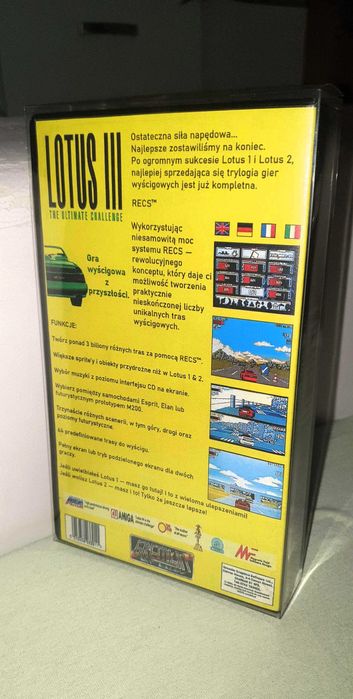 LOTUS III
THE ULTIMATE CHALLENGE
Ostateczna siła napędowa...
Najlepsze zostawiliśmy na koniec.
Po ogromnym sukcesie Lotus 1 i Lotus 2,
najlepiej sprzedająca się trylogia gier
wyścigowych jest już kompletna.
RECS™
Wykorzystując
niesamowitą moc
systemu RECS —
rewolucyjnego
konceptu, który daje ci
możliwość tworzenia
praktycznie
nieskończonej liczby
unikalnych tras
wyścigowych.
Gra
wyścigowa
z
przyszłości.
FUNKCJE:
Twórz ponad 3 biliony różnych tras za pomocą RECS™.
Większe sprite'y i obiekty przydrożne niż w Lotus 1 & 2.
Wybór muzyki z poziomu interfejsu CD na ekranie.
Wybierz pomiędzy samochodami Esprit, Elan lub
futurystycznym prototypem M200.
Trzynaście różnych scenerii, w tym góry, drogi oraz
poziomy futurystyczne.
64 predefiniowane trasy do wyścigu.
Pełny ekran lub tryb podzielonego ekranu dla dwóch
graczy.
Jeśli uwielbiałeś Lotus 1 — masz go tutaj! I to z wieloma ulepszeniami!
Jeśli wolisz Lotus 2 — masz i to! Tylko że jeszcze lepsze!
AMIGA
GREMLIN